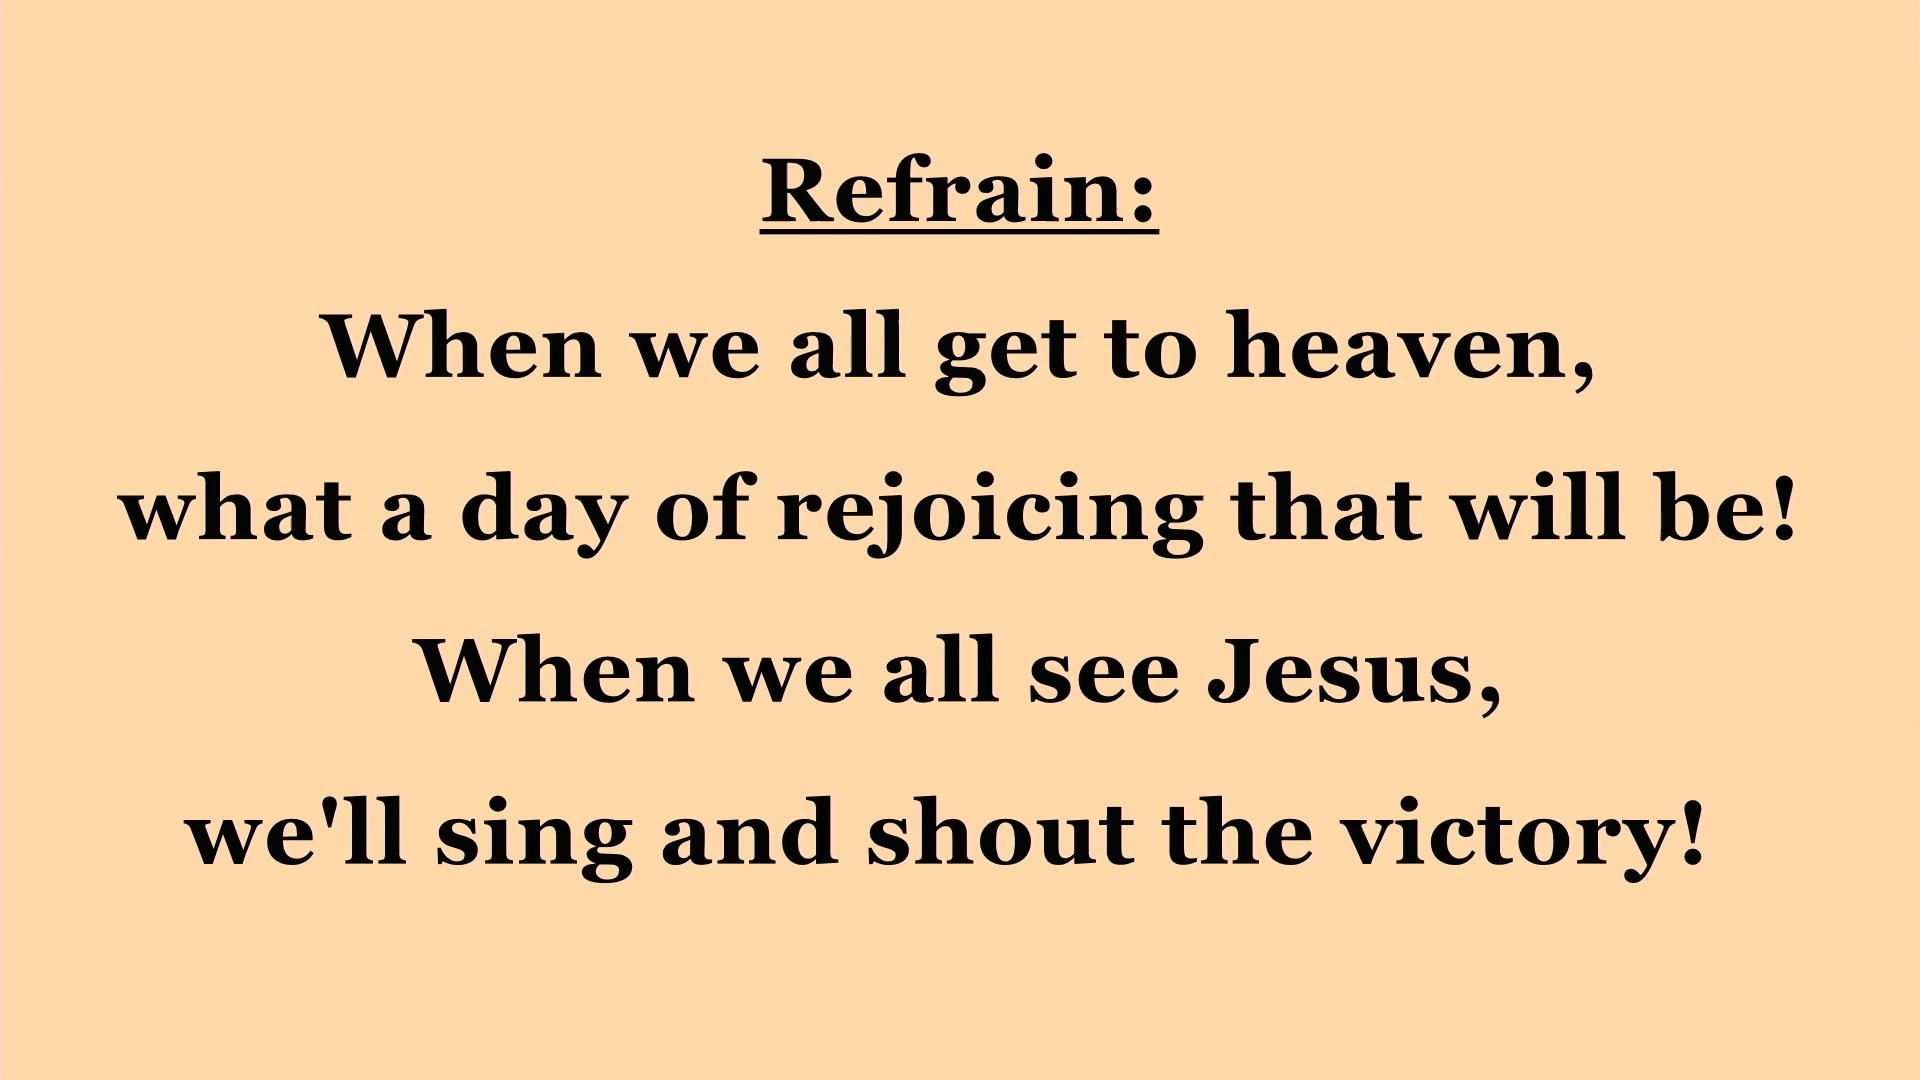 Refrain:
When we all get to heaven,
what a day of rejoicing that will be!
When we all see Jesus,
we'll sing and shout the victory!